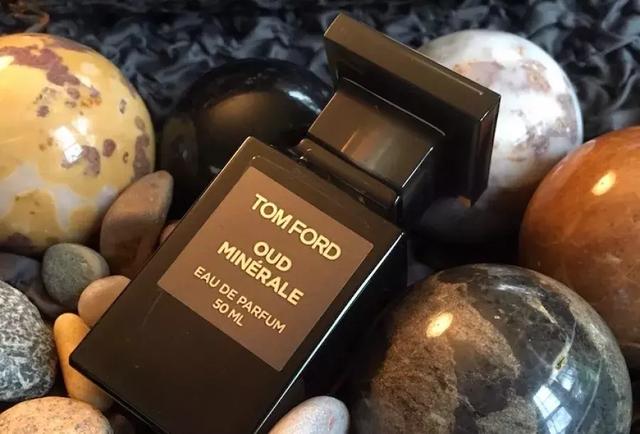 TOM FORD
OUD
MINÉRALE
EAU DE PARFUM
50 ML